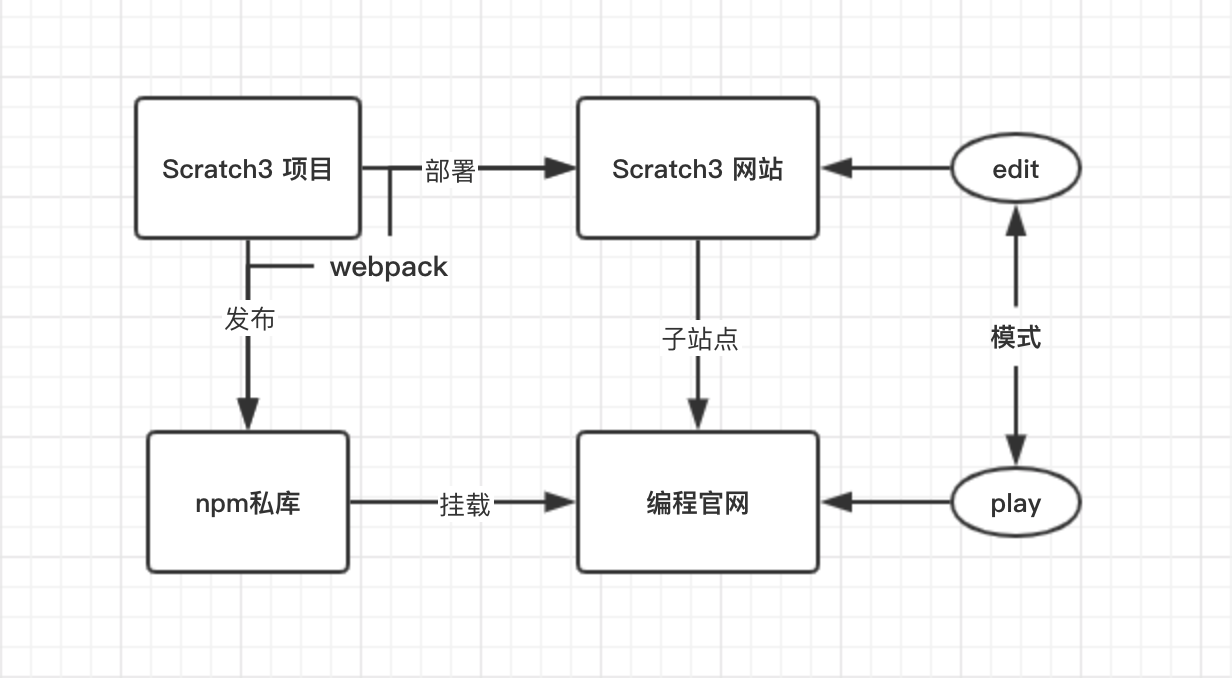 Scratch3 项目
部署
Scratch3 网站
edit
webpack
发布
子站点
模式
npm私库
挂载
编程官网
play